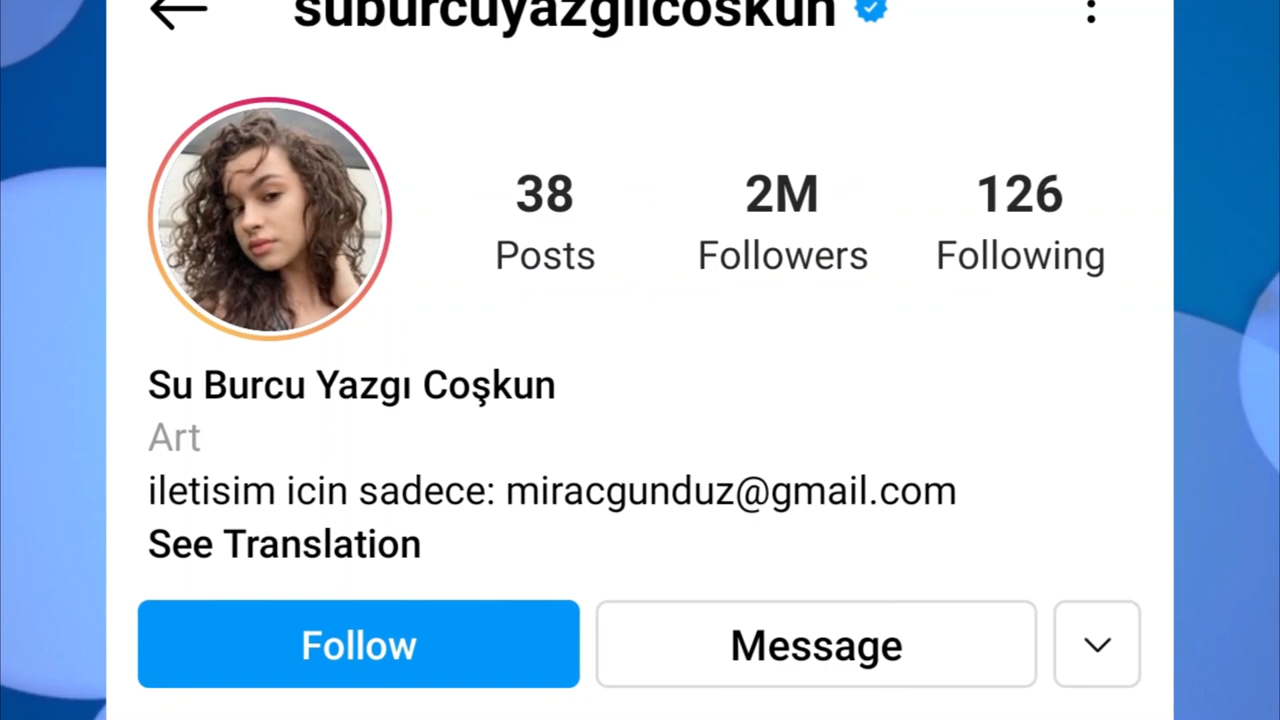 suburcuyazgiicoskun
38 2M 126
Posts Followers Following
Su Burcu Yazgı Coşkun
Art
iletisim icin sadece: miracgunduz@gmail.com
See Translation
Follow Message